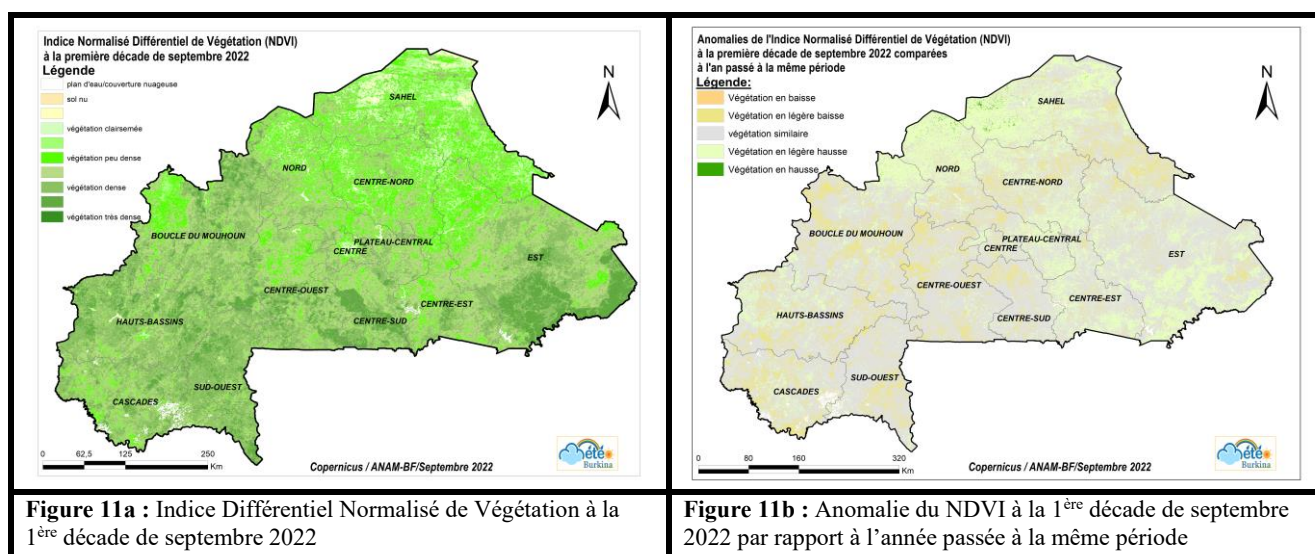 Indice Normalisé Différentiel de Végétation (NDVI)
à la première décade de septembre 2022
Légende
plan d'eau/couverture nuageuse
sol nu
végétation clairsemée
végétation peu dense
végétation dense
végétation très dense
N
SAHEL
NORD
CENTRE-NORD
BOUCLE DU MOUHOUN
PLATEAU-CENTRAL
CENTRE
EST
CENTRE-OUEST
CENTRE-EST
HAUTS-BASSINS
CENTRE-SUD
SUD-OUEST
CASCADES
0 62,5 125 250
Km
Copernicus / ANAM-BF/Septembre 2022
été
Burkina
Anomalies de l'Indice Normalisé Différentiel de Végétation (NDVI)
à la première décade de septembre 2022 comparées
à l'an passé à la même période
Légende:
Végétation en baisse
Végétation en légère baisse
végétation similaire
Végétation en légère hausse
Végétation en hausse
N
SAHEL
NORD
CENTRE-NORD
BOUCLE DU MOUHOUN
PLATEAU-CENTRAL
CENTRE
EST
CENTRE-OUEST
CENTRE-EST
HAUTS-BASSINS
CENTRE-SUD
SUD-OUEST
CASCADES
0 80 160 320
Km
Copernicus / ANAM-BF/Septembre 2022
été
Burkina
Figure 11a : Indice Différentiel Normalisé de Végétation à la
1ère décade de septembre 2022
Figure 11b : Anomalie du NDVI à la 1ère décade de septembre
2022 par rapport à l'année passée à la même période